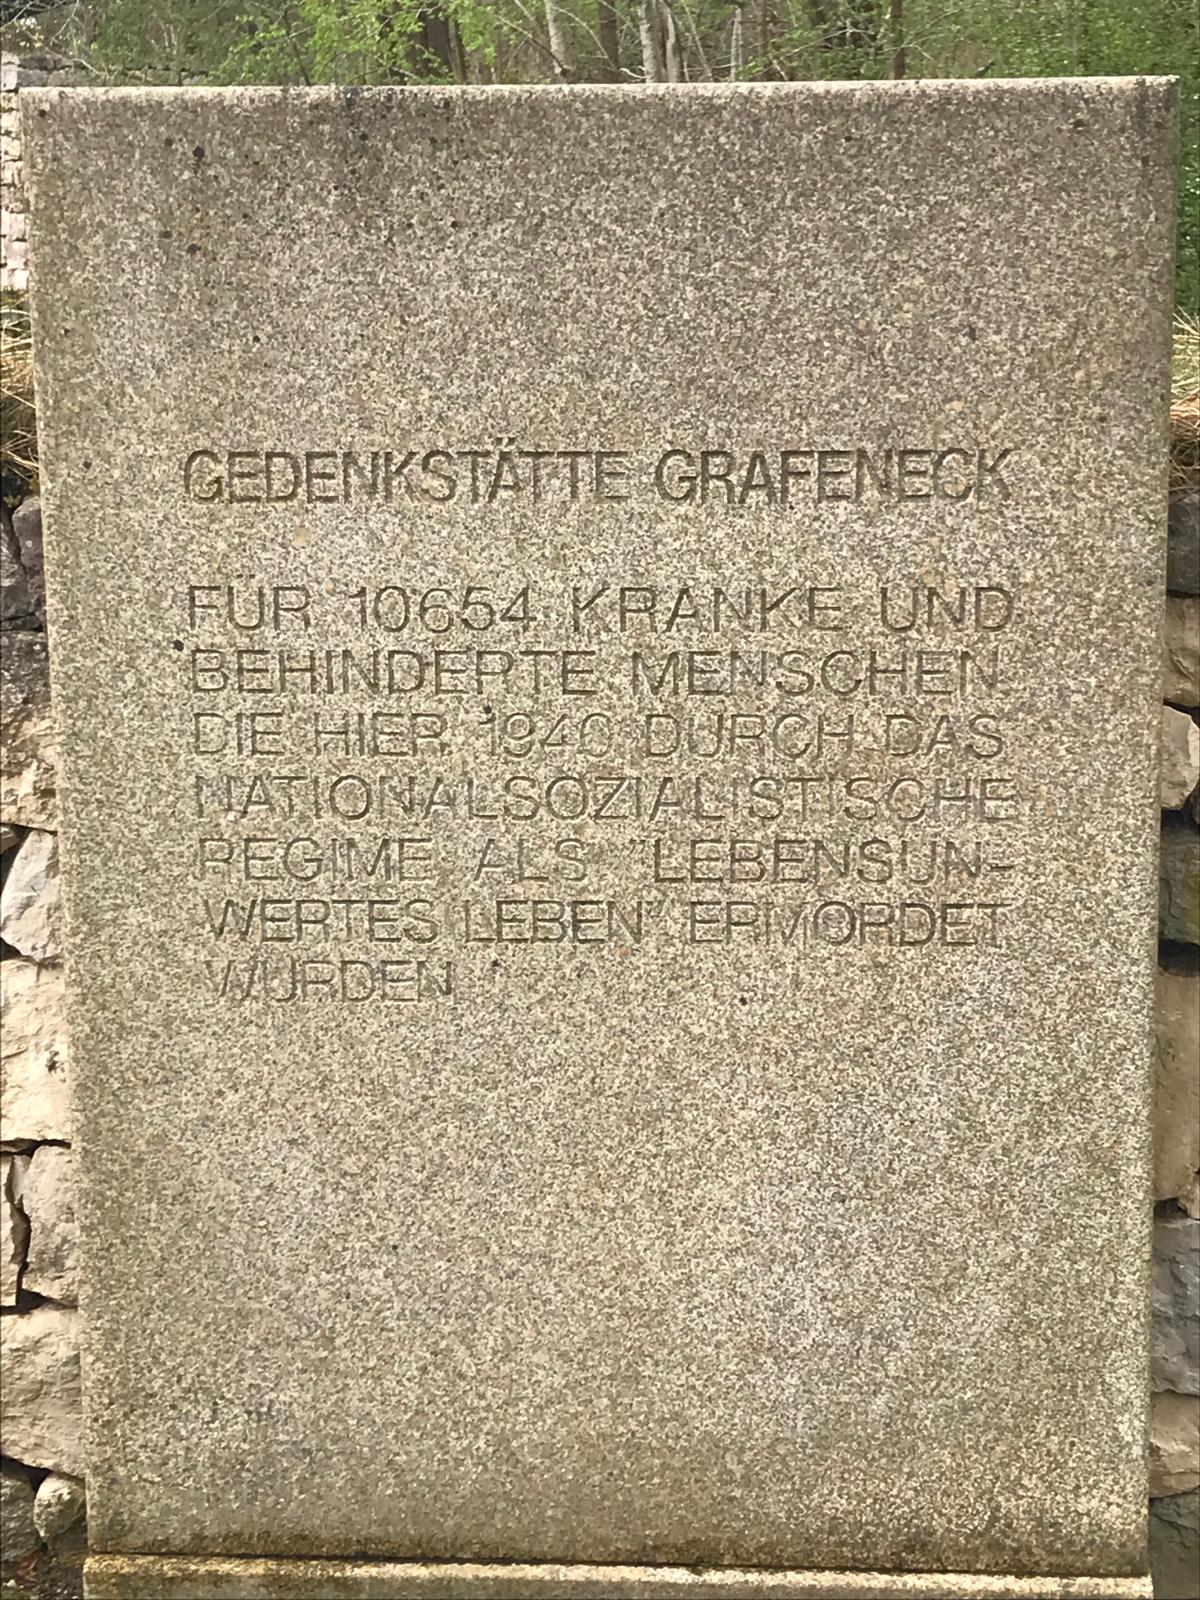 GEDENKSTÄTTE GRAFENECK
FÜR 10654 KRANKE UND
BEHINDERTE MENSCHEN
DIE HIER 1940 DURCH DAS
NATIONALSOZIALISTISCHE
REGIME ALS "LEBENSUN-
WERTES LEBEN" ERMORDET
WURDEN